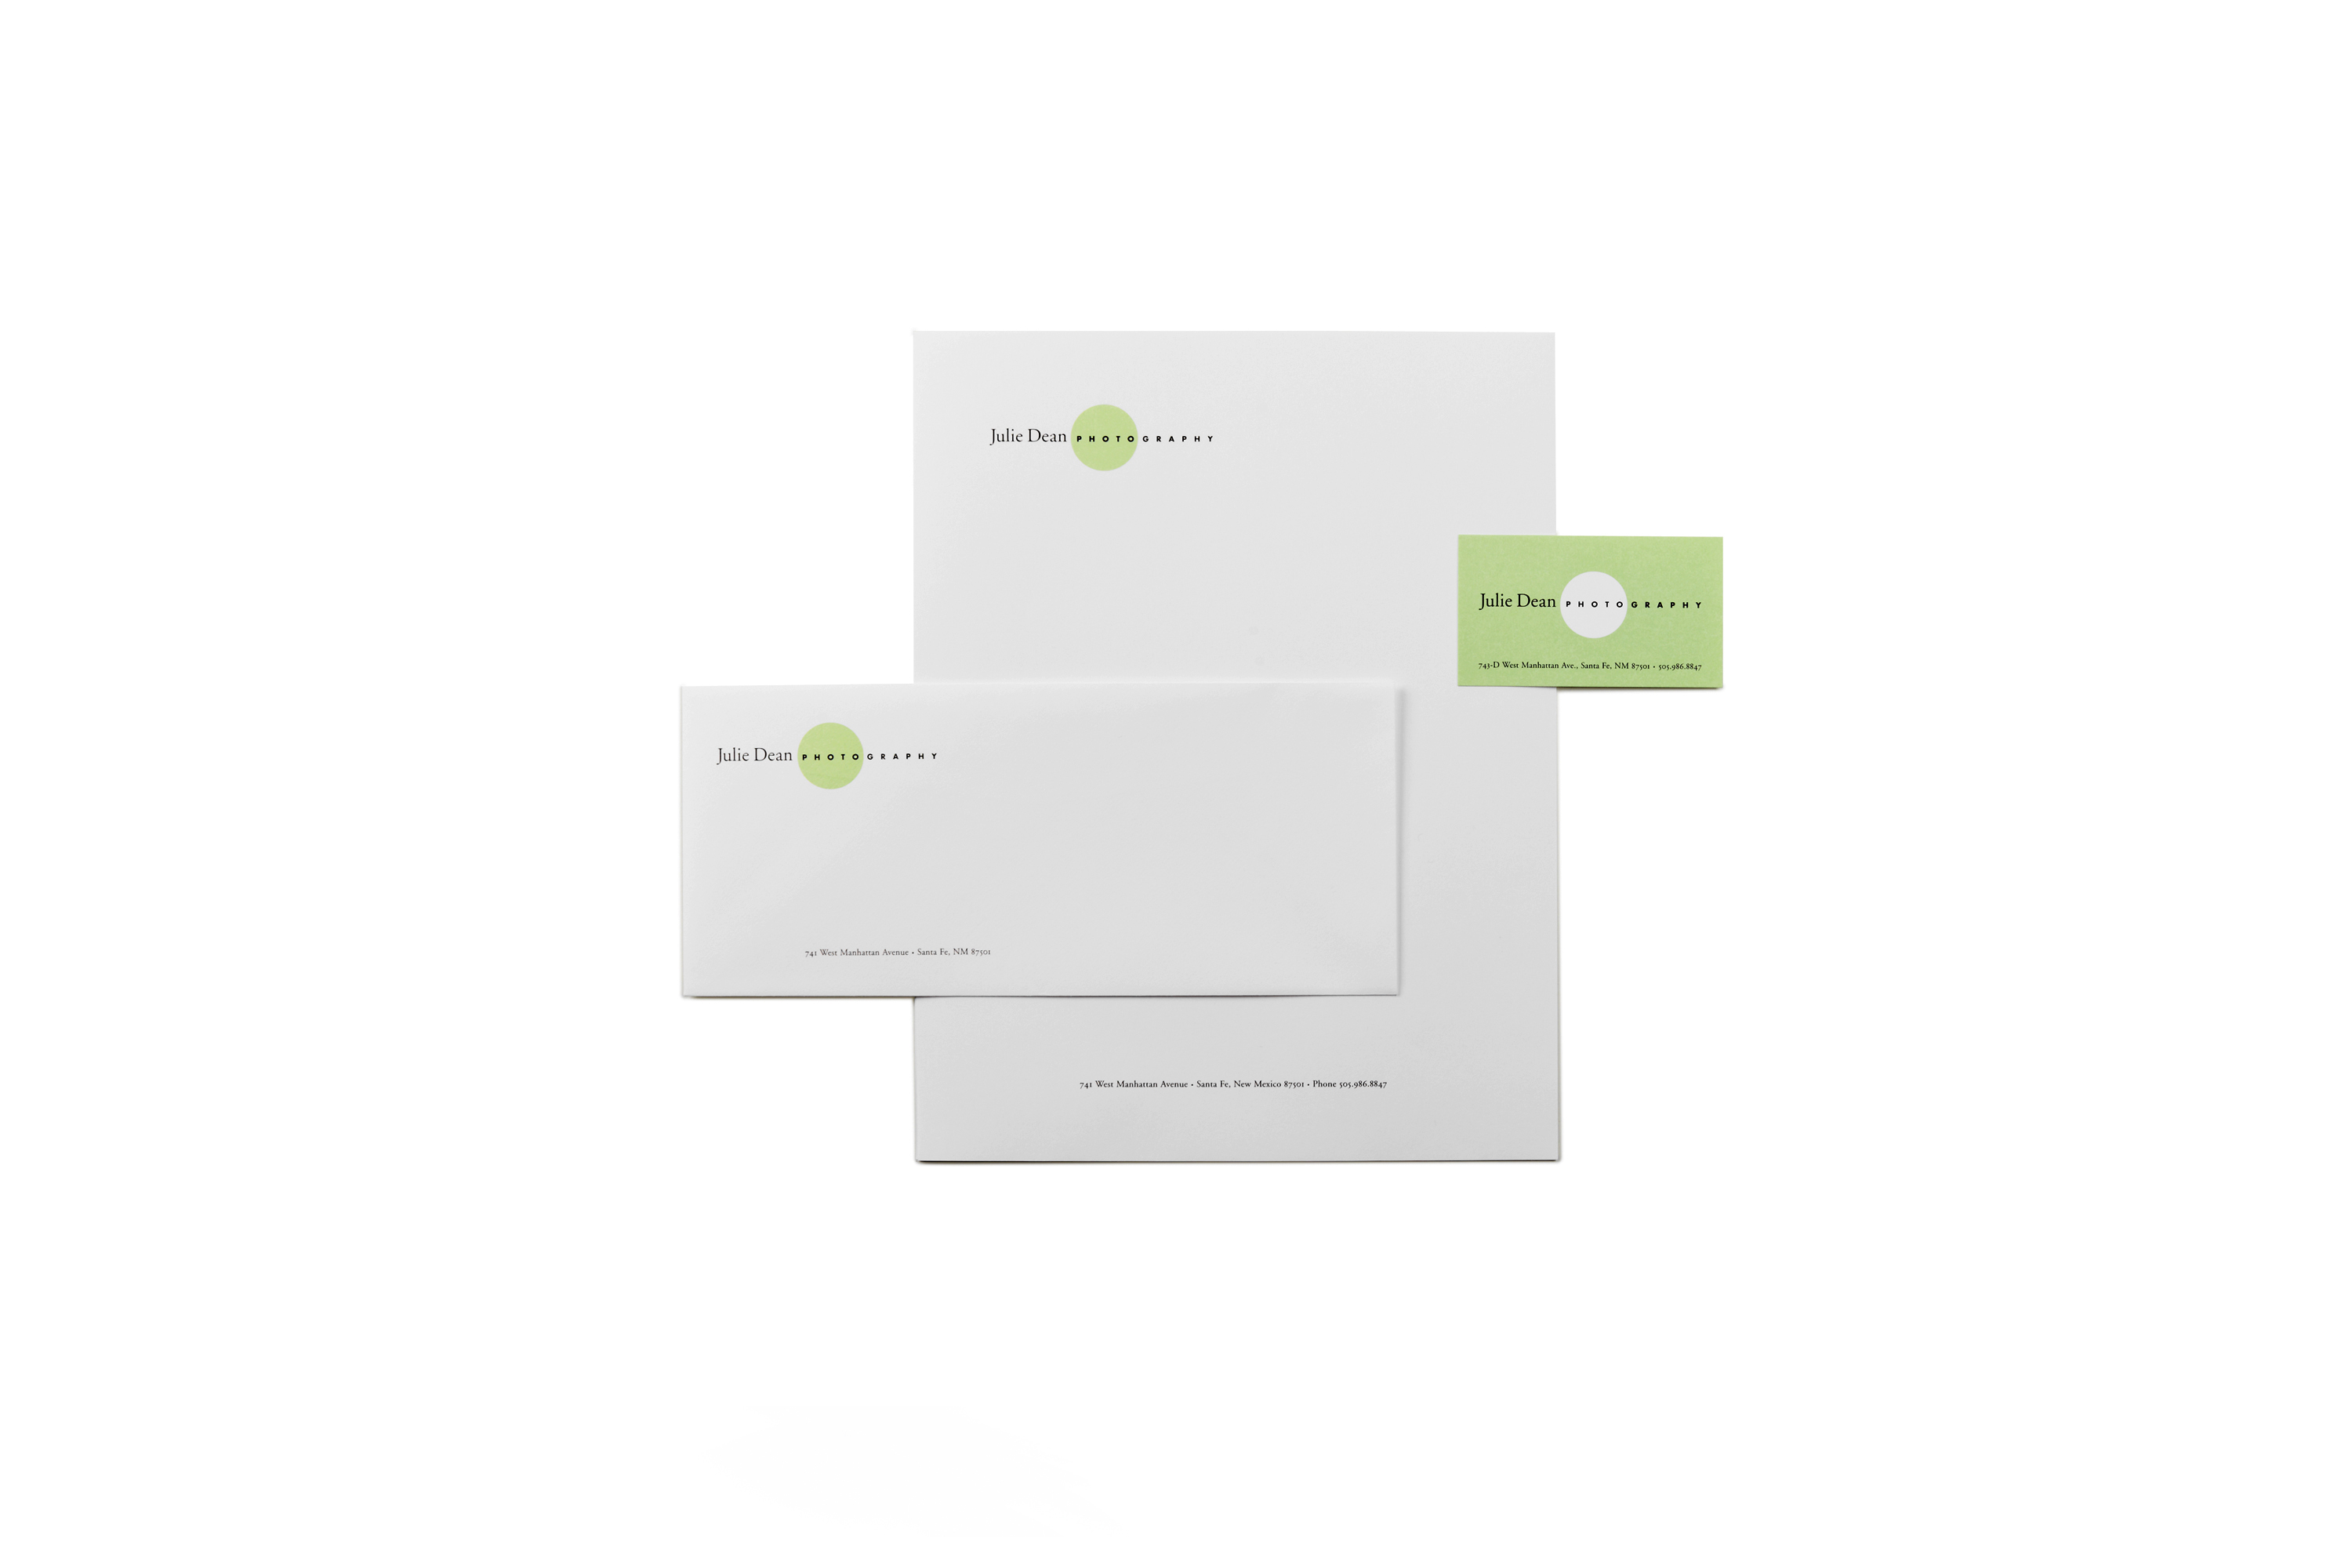 Julie Dean PHOTOGRAPHY
Julie Dean PHOTOGRAPHY
743-D West Manhattan Ave., Santa Fe, NM 87501 • 505.986.8847
Julie Dean PHOTOGRAPHY
741 West Manhattan Avenue • Santa Fe, NM 87501
741 West Manhattan Avenue • Santa Fe, New Mexico 87501 • Phone 505.986.8847